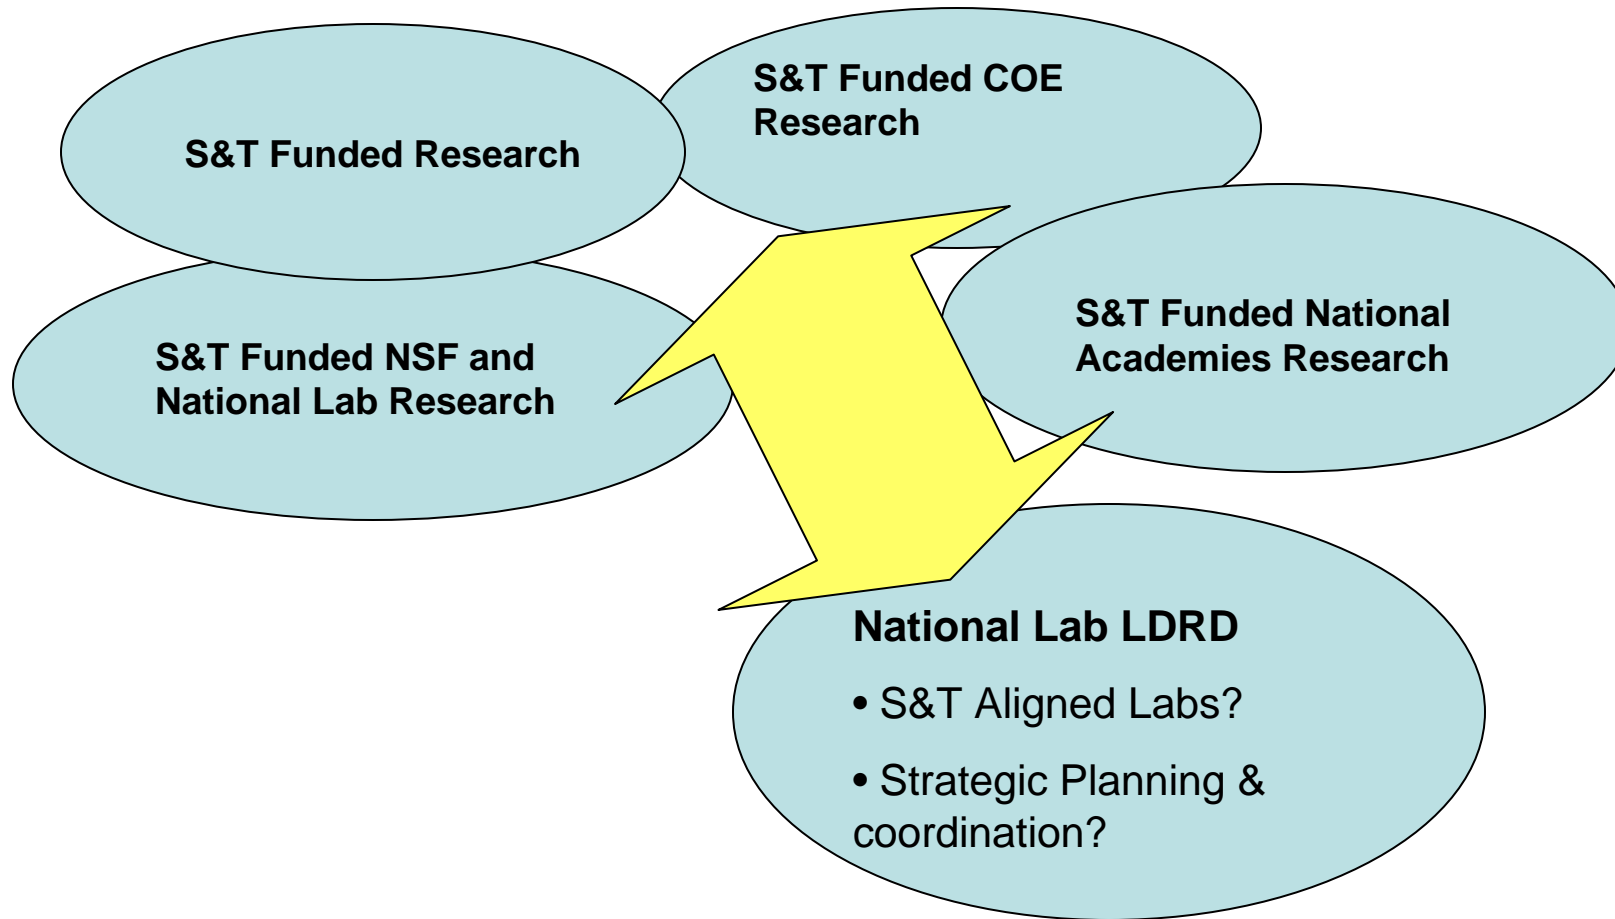 S&T Funded COE
Research
S&T Funded Research
S&T Funded National
Academies Research
S&T Funded NSF and
National Lab Research
National Lab LDRD
• S&T Aligned Labs?
• Strategic Planning &
coordination?